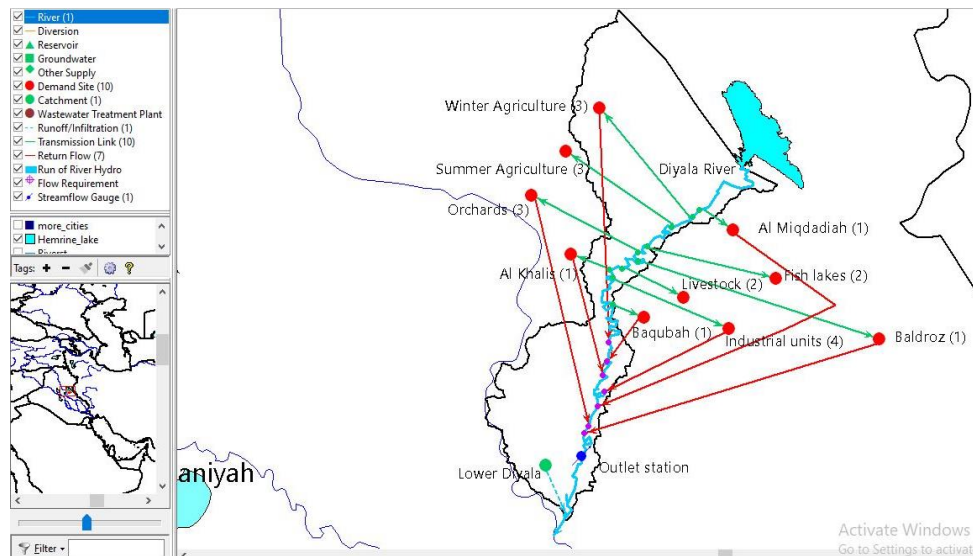 River (1)
Diversion
Reservoir
Groundwater
Other Supply
Demand Site (10)
Catchment (1)
Wastewater Treatment Plant
Runoff/Infiltration (1)
Transmission Link (10)
Return Flow (7)
Run of River Hydro
Flow Requirement
Streamflow Gauge (1)
more_cities
Hemrine_lake
Tags:
Filter
Winter Agriculture (3)
Summer Agriculture (3)
Diyala River
Orchards (3)
Al Miqdadiah (1)
Al Khalis (1)
Fish lakes (2)
Livestock (2)
Baqubah (1)
Industrial units (4)
Baldroz (1)
Lower Diyala
Outlet station
aniyah
Activate Windows
Go to Settings to activat